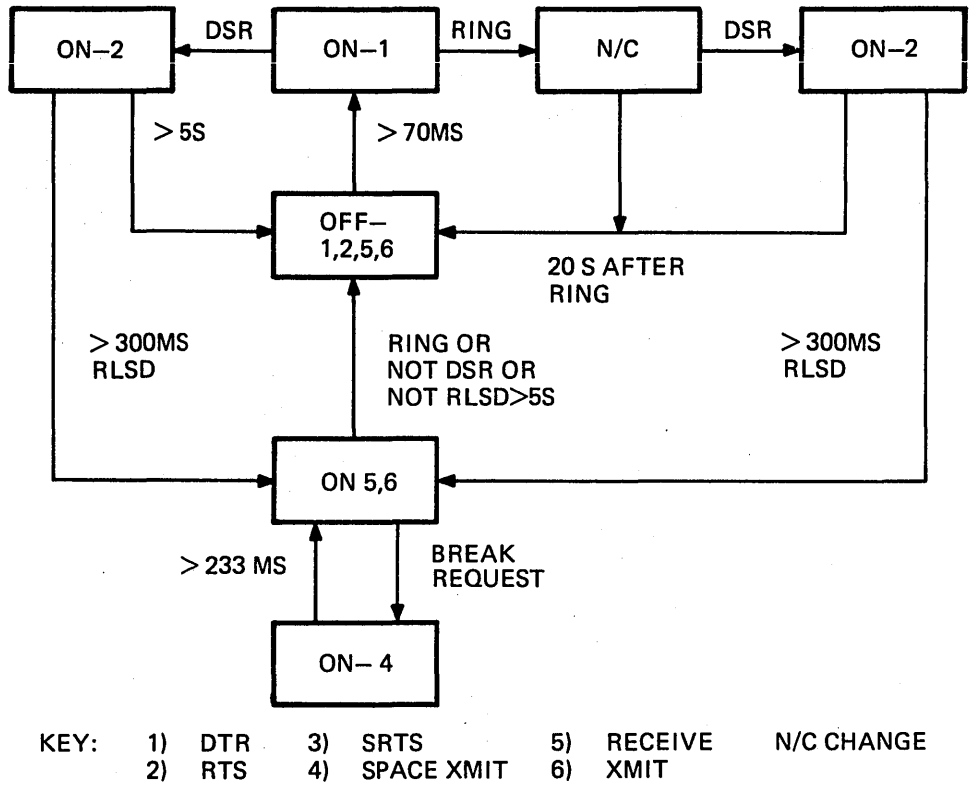 ON–2
DSR
ON–1
RING
N/C
DSR
ON–2
> 5S
> 70MS
OFF–
1,2,5,6
20 S AFTER
RING
> 300MS
RLSD
RING OR
NOT DSR OR
NOT RLSD>5S
> 300MS
RLSD
ON 5,6
> 233 MS
BREAK
REQUEST
ON– 4
KEY: 1) DTR 3) SRTS 5) RECEIVE N/C CHANGE
2) RTS 4) SPACE XMIT 6) XMIT